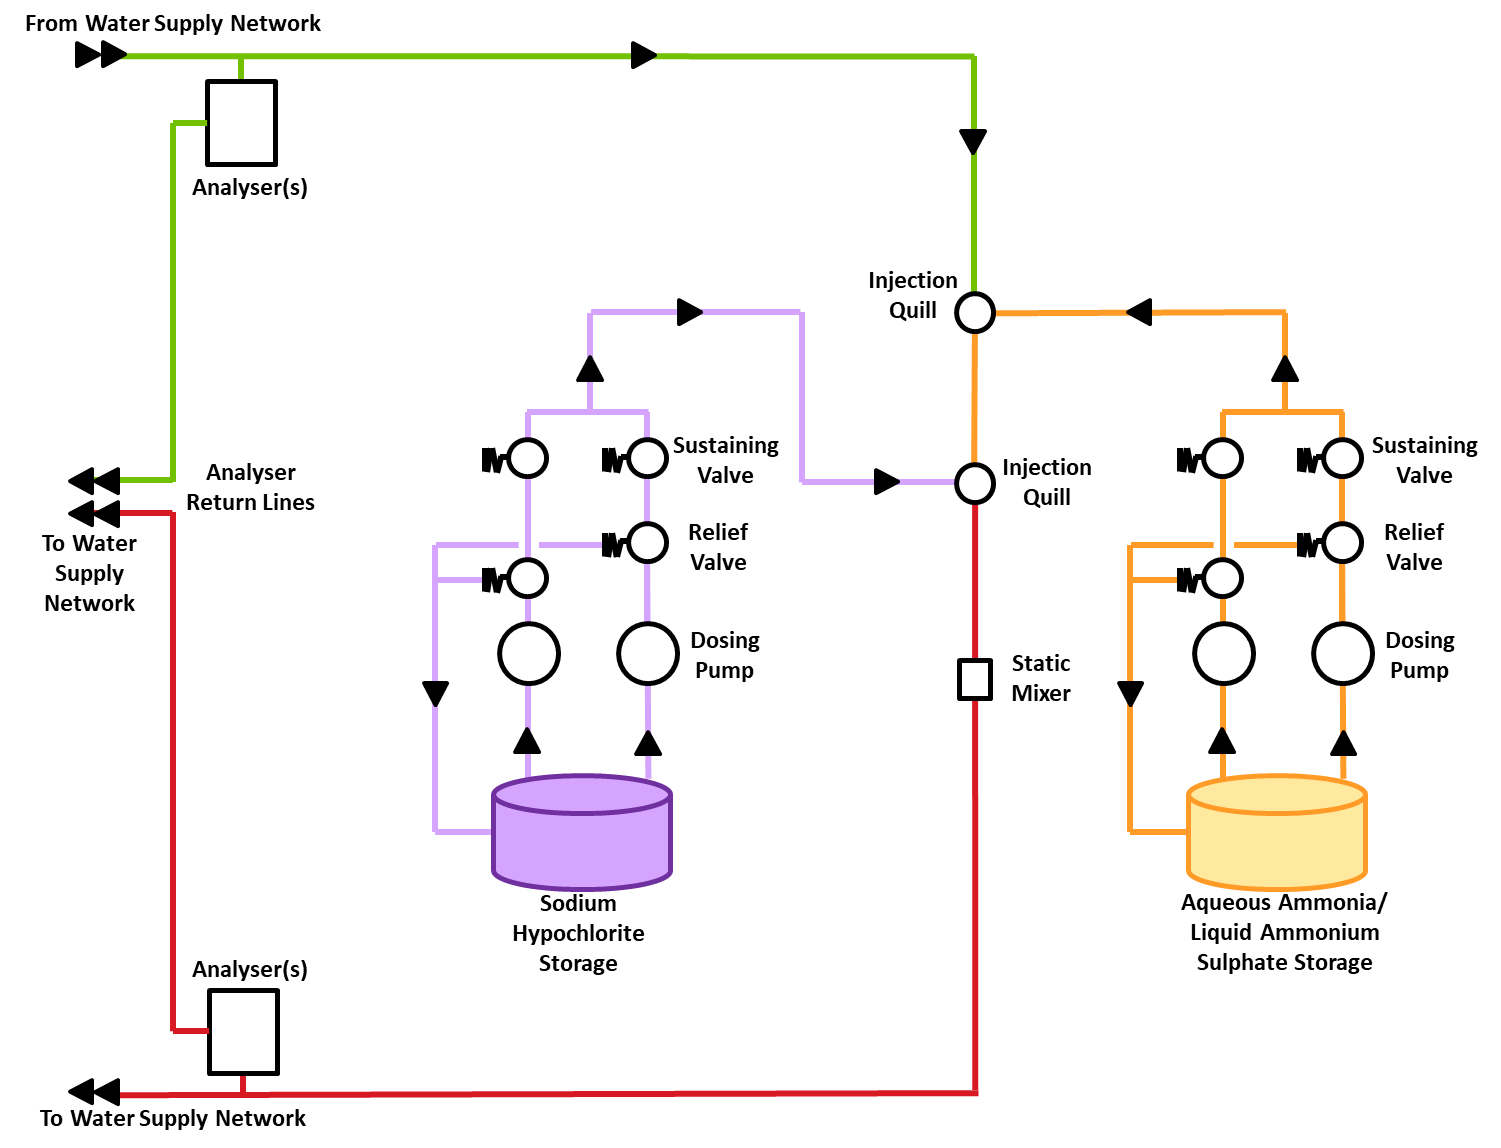 From Water Supply Network
Analyser(s)
Injection
Quill
Sustaining
Valve
Sustaining
Valve
Analyser
Return Lines
Injection
Quill
To Water
Supply
Network
Relief
Valve
Relief
Valve
Dosing
Pump
Static
Mixer
Dosing
Pump
Sodium
Hypochlorite
Storage
Aqueous Ammonia/
Liquid Ammonium
Sulphate Storage
Analyser(s)
To Water Supply Network